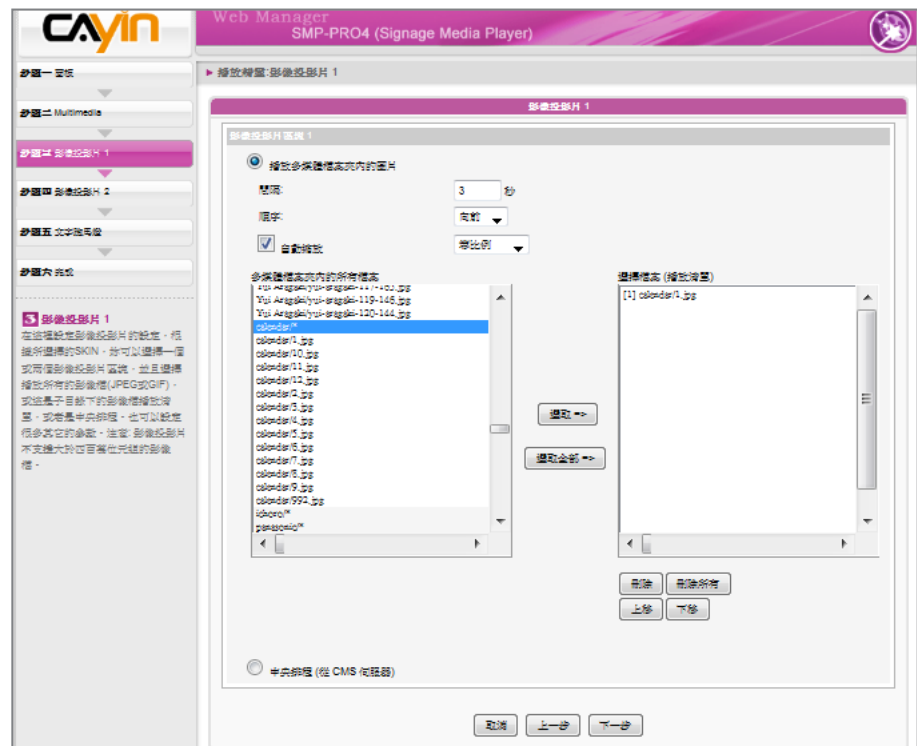 CAYIN
Web Manager
SMP-PRO4 (Signage Media Player)
步驟一 面板
步驟二 Multimedia
步驟三 影像投影片 1
步驟四 影像投影片 2
步驟五 文字跑馬燈
步驟六 完成
3 影像投影片 1
在這裡設定影像投影片的設定。根
據所選擇的SKIN，你可以選擇一個
或兩個影像投影片區塊，並且選擇
播放所有的影像檔(JPEG或GIF)，
或這是子目錄下的影像檔播放清
單，或者是中央排程。也可以設定
很多其它的參數。注意: 影像投影片
不支援大於四百萬位元組的影像
檔。
播放精靈:影像投影片 1
影像投影片 1
影像投影片區塊 1
播放多媒體檔案夾內的圖片
間隔: 3 秒
順序: 向前
自動縮放 等比例
多媒體檔案夾內的所有檔案
Yui Aragaki/yui-aragaki-117-163.jpg
Yui Aragaki/yui-aragaki-119-146.jpg
Yui Aragaki/yui-aragaki-120-144.jpg
calendar/*
calendar/1.jpg
calendar/10.jpg
calendar/11.jpg
calendar/12.jpg
calendar/2.jpg
calendar/3.jpg
calendar/4.jpg
calendar/5.jpg
calendar/6.jpg
calendar/7.jpg
calendar/8.jpg
calendar/9.jpg
calendar/992.jpg
panasonic/*
選取 =>
選取全部 =>
選擇檔案 (播放清單)
[1] calendar/1.jpg
刪除 刪除所有
上移 下移
中央排程 (從 CMS 伺服器)
取消 上一步 下一步